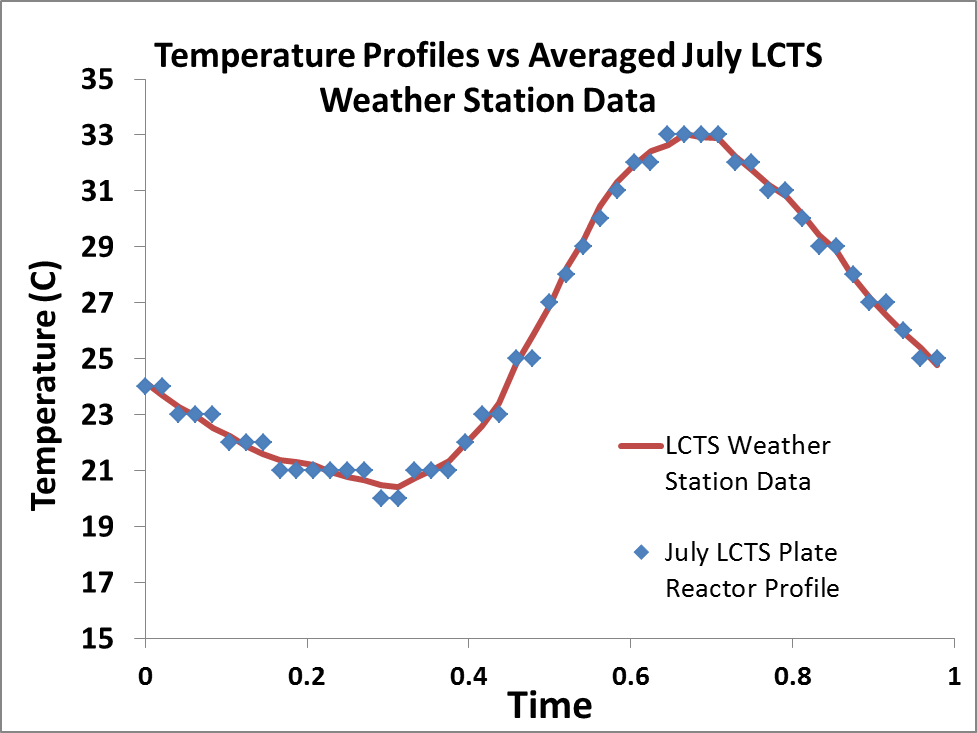 Temperature Profiles vs Averaged July LCTS
Weather Station Data
35
33
31
29
27
25
23
21
19
17
15
Temperature (C)
LCTS Weather
Station Data
July LCTS Plate
Reactor Profile
0 0.2 0.4 0.6 0.8 1
Time